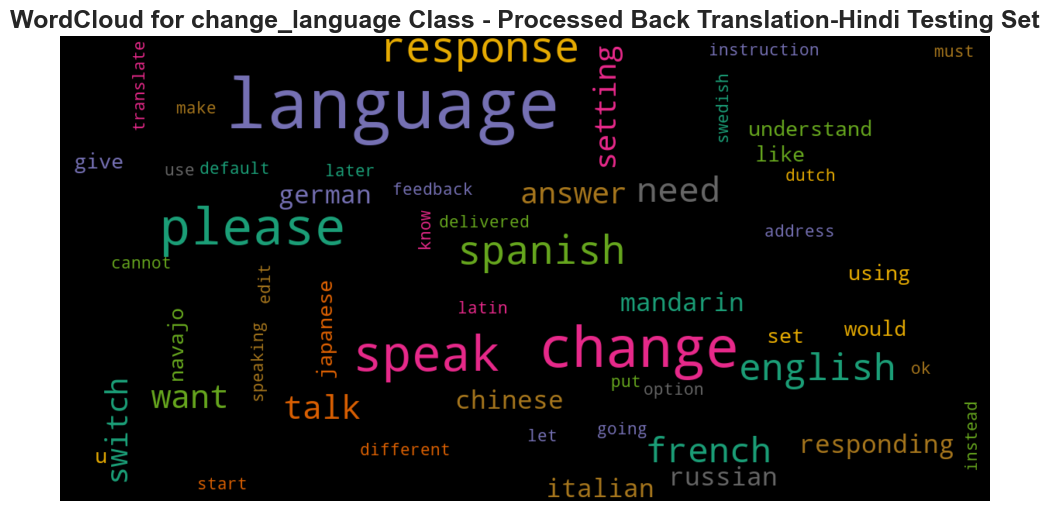 WordCloud for change_language Class - Processed Back Translation-Hindi Testing Set
translate
response
setting
instruction
must
make
language
swedish
understand
like
give
use
default
later
dutch
german
feedback
answer
need
please
know
delivered
spanish
address
cannot
edit
using
navajo
japanese
latin
mandarin
speaking
speak
change
set
would
english
ok
switch
want
talk
chinese
put
option
instead
let
going
different
french
responding
u
start
italian
russian